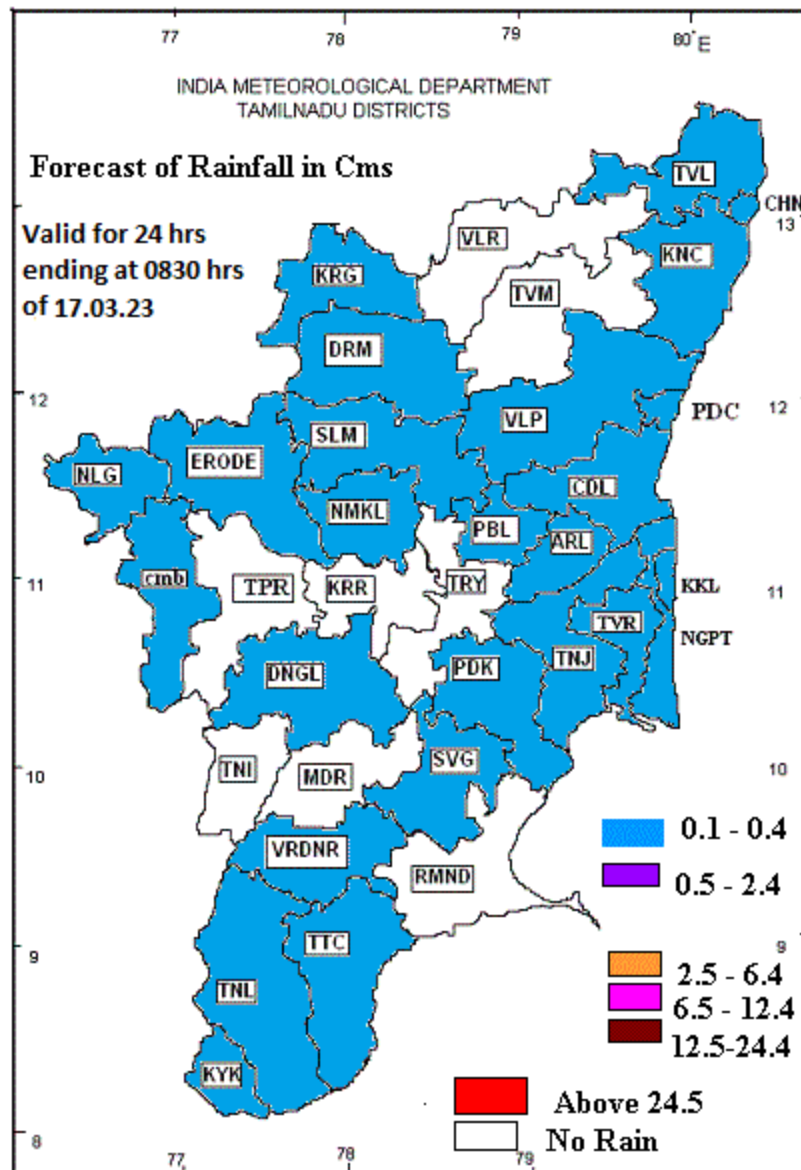 77 78 79 80°E
INDIA METEOROLOGICAL DEPARTMENT
TAMILNADU DISTRICTS
Forecast of Rainfall in Cms
TVL
CHN
13
Valid for 24 hrs
ending at 0830 hrs
of 17.03.23
VLR
KNC
KRG
TVM
DRM
12
12
PDC
VLP
SLM
ERODE
NLG
CDL
NMKL
PBL
ARL
11
cmb
TPR
KRR
TRY
KKL
11
TVR
NGPT
DNGL
PDK
TNJ
10
TNI
MDR
SVG
10
0.1 - 0.4
VRDNR
RMND
0.5 - 2.4
9
TTC
9
2.5 - 6.4
TNL
6.5 - 12.4
12.5-24.4
KYK
Above 24.5
8
No Rain
77 78 79